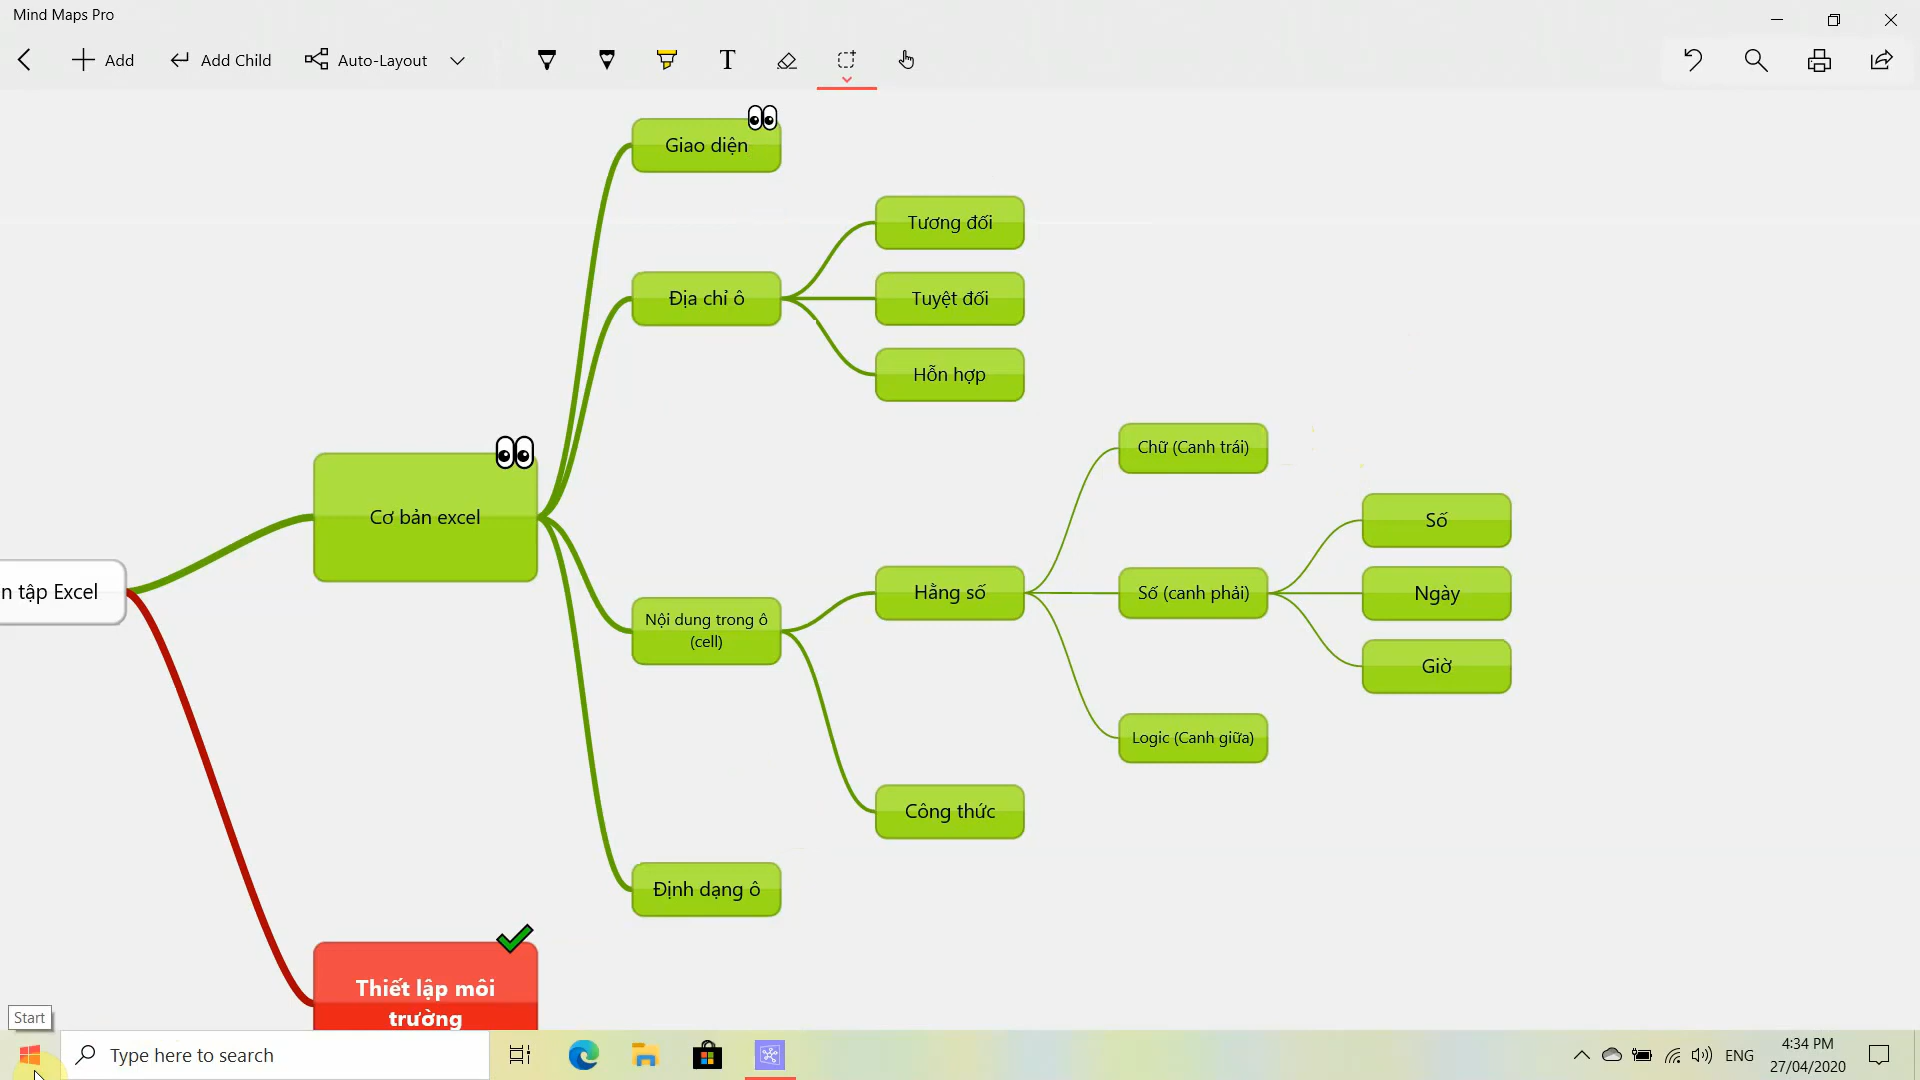 Mind Maps Pro
Add
Add Child
Auto-Layout
T
Giao diện
Tương đối
Địa chỉ ô
Tuyệt đối
Hỗn hợp
Chữ (Canh trái)
Cơ bản excel
Số
n tập Excel
Hằng số
Số (canh phải)
Ngày
Nội dung trong ô
(cell)
Giờ
Logic (Canh giữa)
Công thức
Định dạng ô
Thiết lập môi
trường
Start
Type here to search
ENG
4:34 PM
27/04/2020